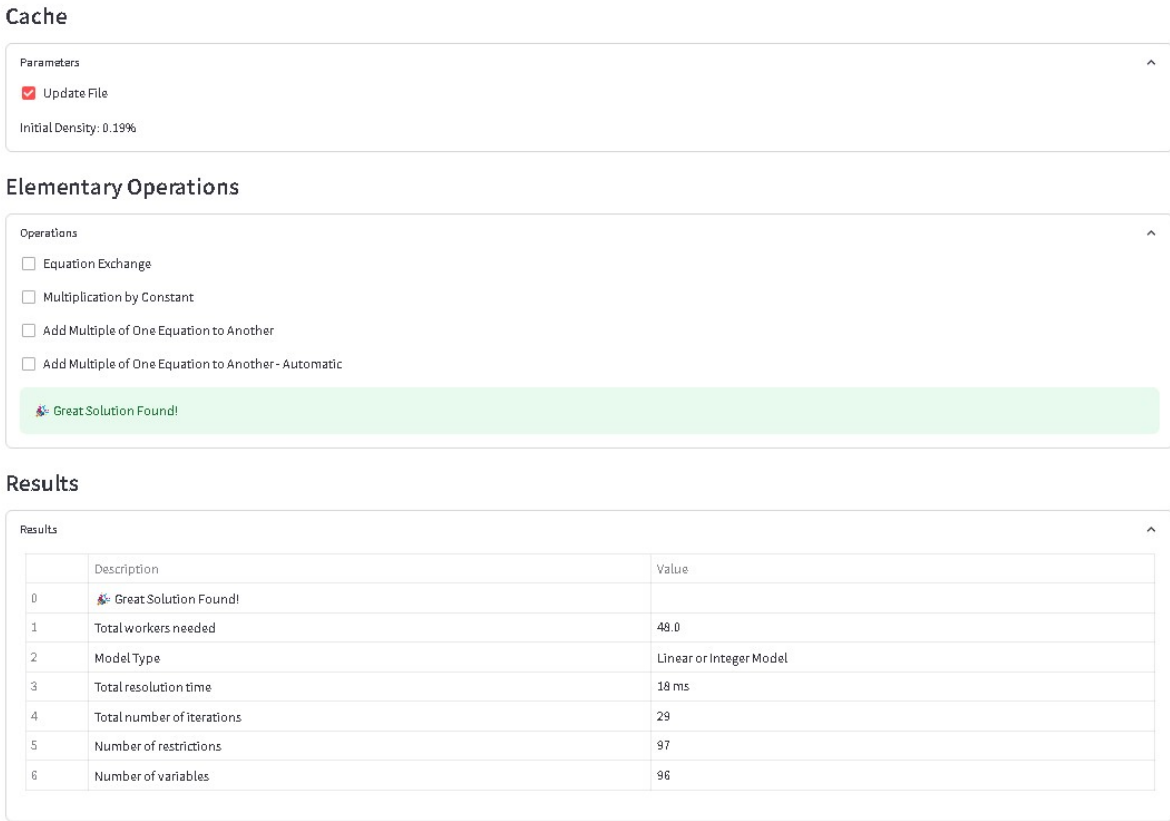 Cache
Parameters
Update File
Initial Density: 0.19%
Elementary Operations
Operations
Equation Exchange
Multiplication by Constant
Add Multiple of One Equation to Another
Add Multiple of One Equation to Another - Automatic
🎉 Great Solution Found!
Results
Results
Description Value
0 🎉 Great Solution Found!
1 Total workers needed 48.0
2 Model Type Linear or Integer Model
3 Total resolution time 18 ms
4 Total number of iterations 29
5 Number of restrictions 97
6 Number of variables 96